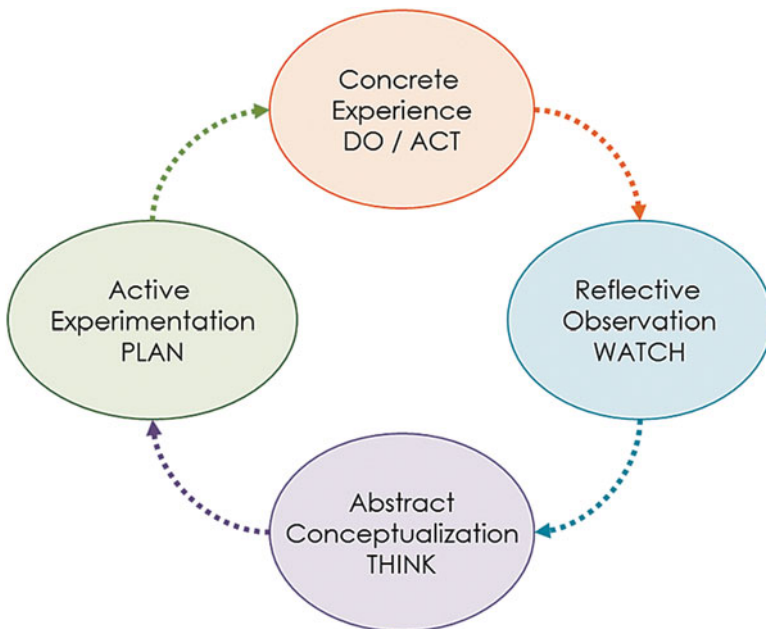 Concrete
Experience
DO / ACT
Reflective
Observation
WATCH
Abstract
Conceptualization
THINK
Active
Experimentation
PLAN